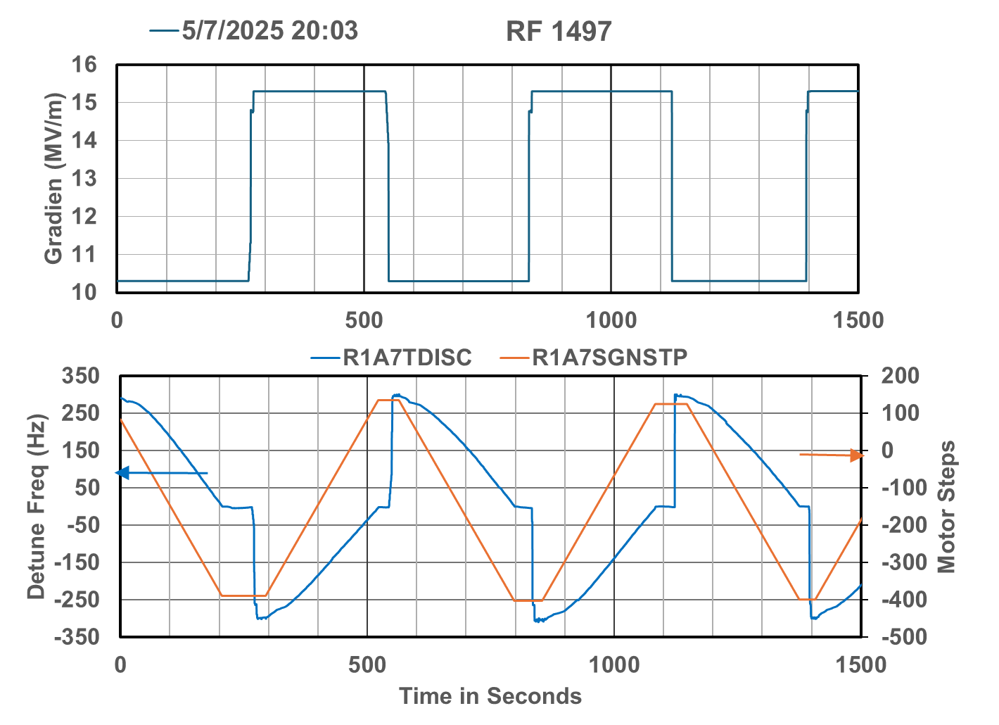 5/7/2025 20:03 RF 1497
16
15
14
13
12
11
10
Gradien (MV/m)
0 500 1000 1500
R1A7TDISC R1A7SGNSTP
350 200
250 100
150 0
50 -100
-50 -200
-150 -300
-250 -400
-350 -500
Detune Freq (Hz)
Motor Steps
0 500 1000 1500
Time in Seconds